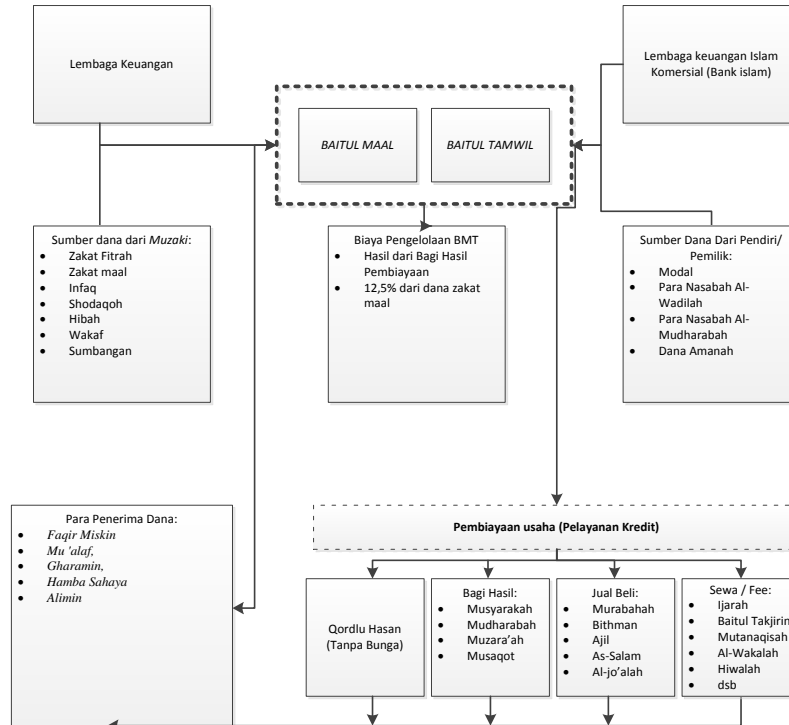 Lembaga Keuangan
Lembaga keuangan Islam
Komersial (Bank islam)
BAITUL MAAL
BAITUL TAMWIL
Sumber dana dari Muzaki:
• Zakat Fitrah
• Zakat maal
• Infaq
• Shodaqoh
• Hibah
• Wakaf
• Sumbangan
Biaya Pengelolaan BMT
• Hasil dari Bagi Hasil
Pembiayaan
• 12,5% dari dana zakat
maal
Sumber Dana Dari Pendiri/
Pemilik:
• Modal
• Para Nasabah Al-
Wadilah
• Para Nasabah Al-
Mudharabah
• Dana Amanah
Para Penerima Dana:
• Faqir Miskin
• Mu 'alaf,
• Gharamin,
• Hamba Sahaya
• Alimin
Pembiayaan usaha (Pelayanan Kredit)
Qordlu Hasan
(Tanpa Bunga)
Bagi Hasil:
• Musyarakah
• Mudharabah
• Muzara’ah
• Musaqot
Jual Beli:
• Murabahah
• Bithman
• Ajil
• As-Salam
• Al-jo’alah
Sewa / Fee:
• Ijarah
• Baitul Takjirin
• Mutanaqisah
• Al-Wakalah
• Hiwalah
• dsb